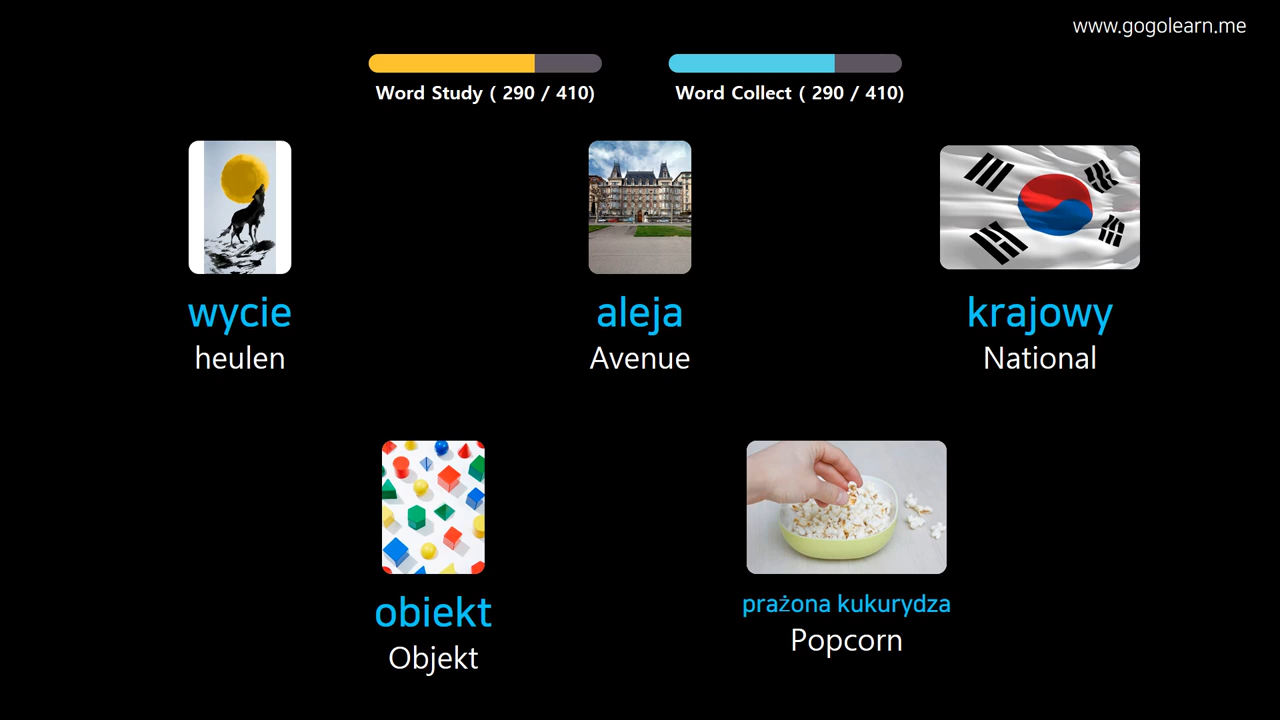 www.gogolearn.me
Word Study ( 290 / 410)
Word Collect ( 290 / 410)
wycie
heulen
aleja
Avenue
krajowy
National
obiekt
Objekt
prażona kukurydza
Popcorn